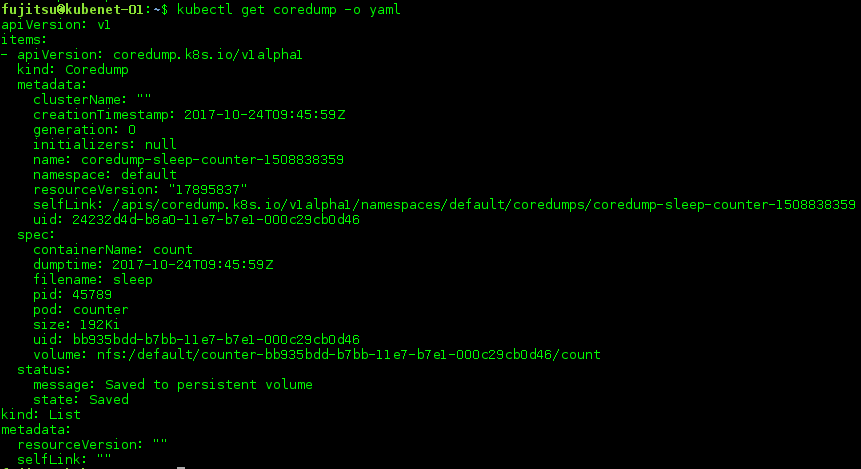 fujitsu@kubenet-01:~$ kubectl get coredump -o yaml
apiVersion: v1
items:
- apiVersion: coredump.k8s.io/v1alpha1
  kind: Coredump
  metadata:
    clusterName: ""
    creationTimestamp: 2017-10-24T09:45:59Z
    generation: 0
    initializers: null
    name: coredump-sleep-counter-1508838359
    namespace: default
    resourceVersion: "17895837"
    selfLink: /apis/coredump.k8s.io/v1alpha1/namespaces/default/coredumps/coredump-sleep-counter-1508838359
    uid: 24232d4d-b8a0-11e7-b7e1-000c29cb0d46
  spec:
    containerName: count
    dumptime: 2017-10-24T09:45:59Z
    filename: sleep
    pid: 45789
    pod: counter
    size: 192Ki
    uid: bb935bdd-b7bb-11e7-b7e1-000c29cb0d46
    volume: nfs:/default/counter-bb935bdd-b7bb-11e7-b7e1-000c29cb0d46/count
  status:
    message: Saved to persistent volume
    state: Saved
kind: List
metadata:
  resourceVersion: ""
  selfLink: ""